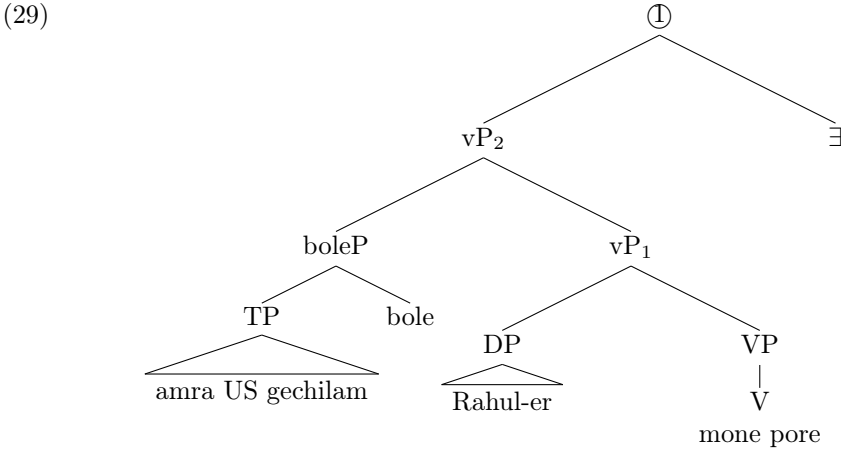 (29)
①
vP₂ ∃
boleP vP₁
TP bole
DP VP
amra US gechilam
Rahul-er V
mone pore